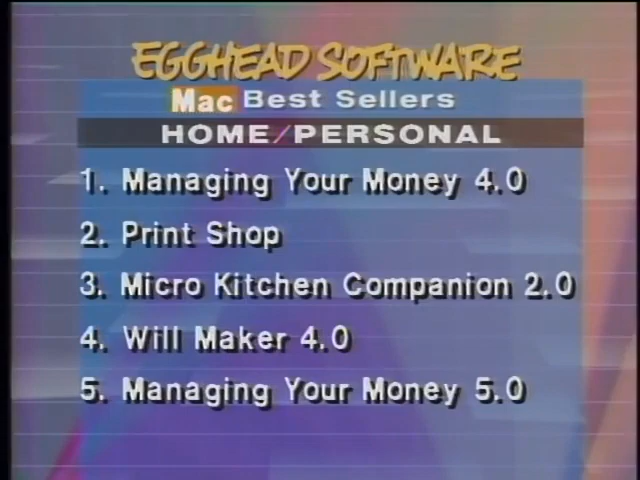 EGGHEAD SOFTWARE
Mac Best Sellers
HOME/PERSONAL
1. Managing Your Money 4.0
2. Print Shop
3. Micro Kitchen Companion 2.0
4. Will Maker 4.0
5. Managing Your Money 5.0